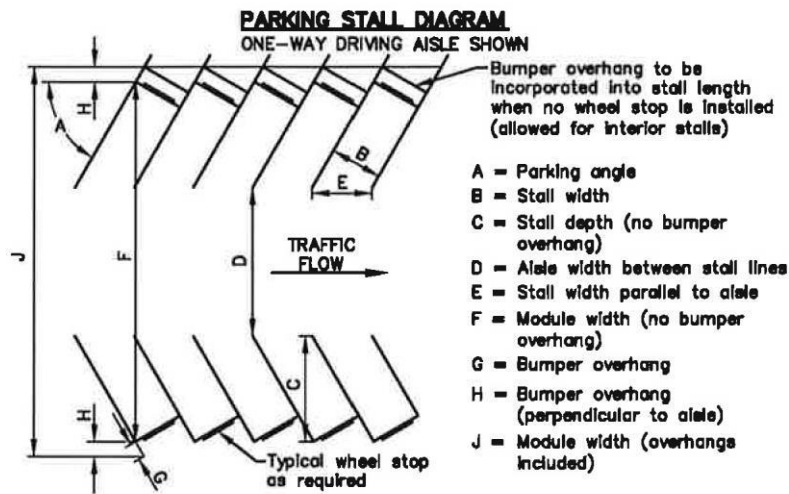 PARKING STALL DIAGRAM
ONE-WAY DRIVING AISLE SHOWN
Bumper overhang to be
incorporated into stall length
when no wheel stop is installed
(allowed for interior stalls)
H
A
B
E
J
F
D
TRAFFIC
FLOW
C
H
G
Typical wheel stop
as required
A = Parking angle
B = Stall width
C = Stall depth (no bumper
overhang)
D = Aisle width between stall lines
E = Stall width parallel to aisle
F = Module width (no bumper
overhang)
G = Bumper overhang
H = Bumper overhang
(perpendicular to aisle)
J = Module width (overhangs
included)